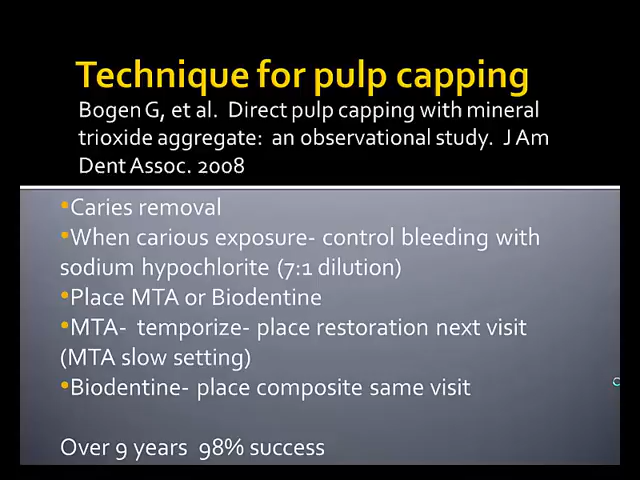 Technique for pulp capping
Bogen G, et al.  Direct pulp capping with mineral
trioxide aggregate:  an observational study.  J Am
Dent Assoc. 2008
•Caries removal
•When carious exposure- control bleeding with
sodium hypochlorite (7:1 dilution)
•Place MTA or Biodentine
•MTA-  temporize- place restoration next visit
(MTA slow setting)
•Biodentine- place composite same visit
Over 9 years  98% success